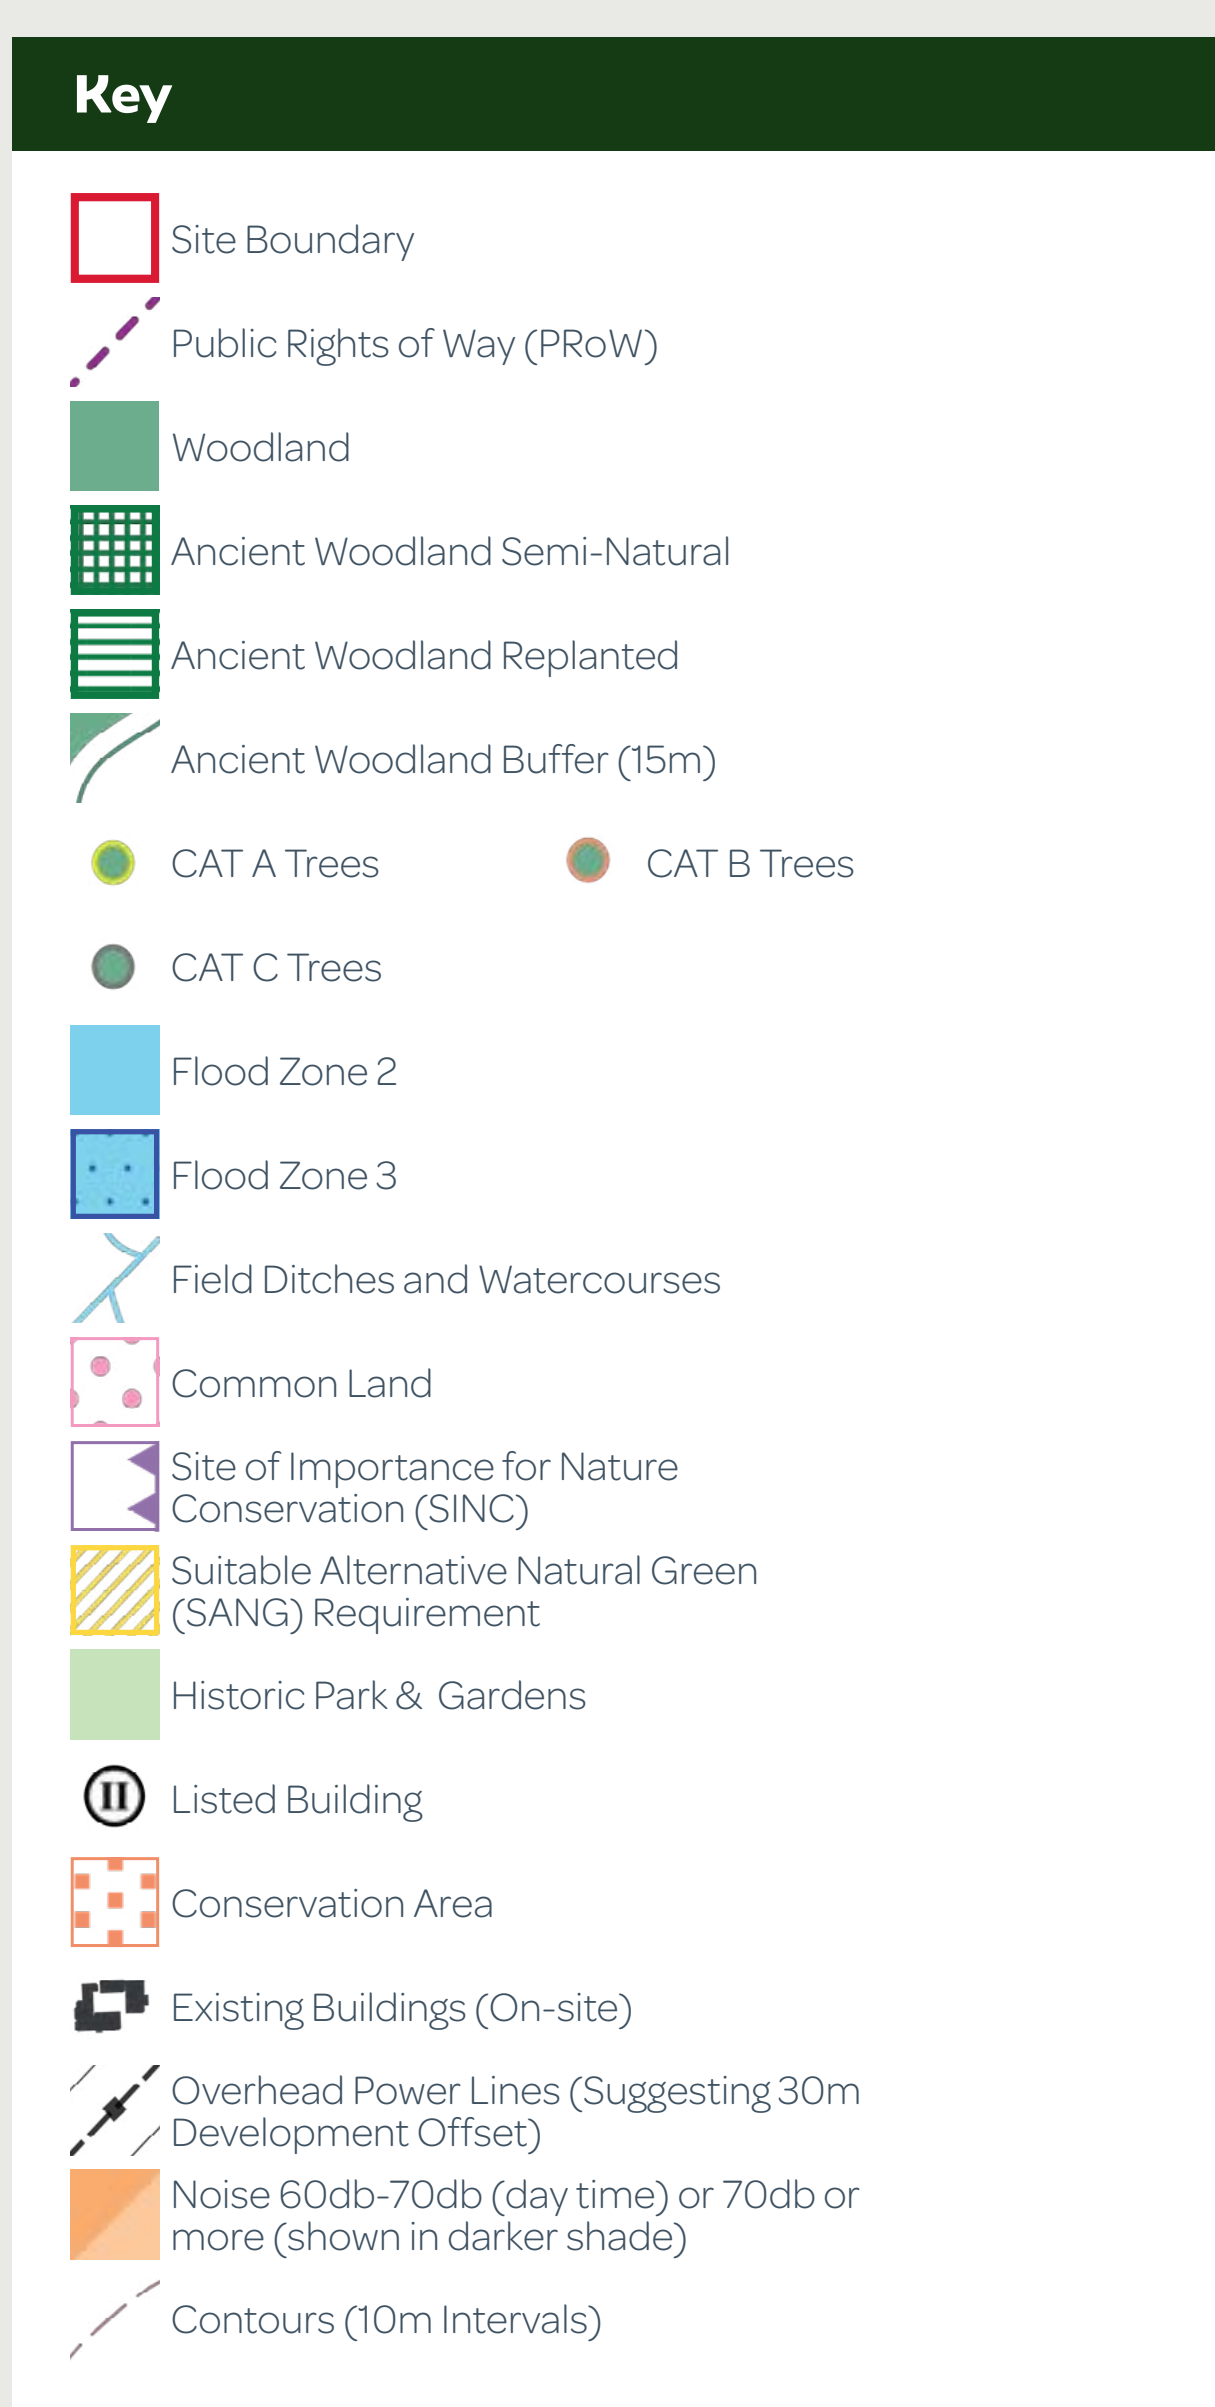 Key
Site Boundary
Public Rights of Way (PRoW)
Woodland
Ancient Woodland Semi-Natural
Ancient Woodland Replanted
Ancient Woodland Buffer (15m)
CAT A Trees
CAT B Trees
CAT C Trees
Flood Zone 2
Flood Zone 3
Field Ditches and Watercourses
Common Land
Site of Importance for Nature
Conservation (SINC)
Suitable Alternative Natural Green
(SANG) Requirement
Historic Park & Gardens
II
Listed Building
Conservation Area
Existing Buildings (On-site)
Overhead Power Lines (Suggesting 30m
Development Offset)
Noise 60db-70db (day time) or 70db or
more (shown in darker shade)
Contours (10m Intervals)